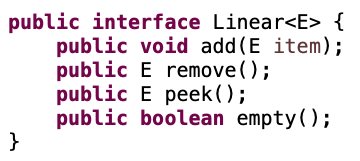 public interface Linear<E> {
    public void add(E item);
    public E remove();
    public E peek();
    public boolean empty();
}